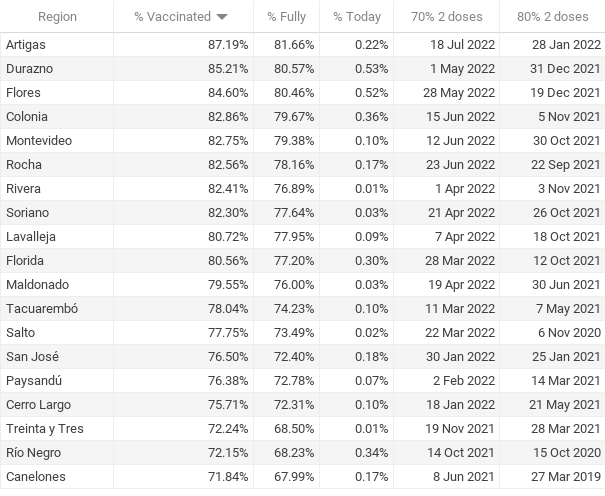 Region % Vaccinated % Fully % Today 70% 2 doses 80% 2 doses
Artigas 87.19% 81.66% 0.22% 18 Jul 2022 28 Jan 2022
Durazno 85.21% 80.57% 0.53% 1 May 2022 31 Dec 2021
Flores 84.60% 80.46% 0.52% 28 May 2022 19 Dec 2021
Colonia 82.86% 79.67% 0.36% 15 Jun 2022 5 Nov 2021
Montevideo 82.75% 79.38% 0.10% 12 Jun 2022 30 Oct 2021
Rocha 82.56% 78.16% 0.17% 23 Jun 2022 22 Sep 2021
Rivera 82.41% 76.89% 0.01% 1 Apr 2022 3 Nov 2021
Soriano 82.30% 77.64% 0.03% 21 Apr 2022 26 Oct 2021
Lavalleja 80.72% 77.95% 0.09% 7 Apr 2022 18 Oct 2021
Florida 80.56% 77.20% 0.30% 28 Mar 2022 12 Oct 2021
Maldonado 79.55% 76.00% 0.03% 19 Apr 2022 30 Jun 2021
Tacuarembó 78.04% 74.23% 0.10% 11 Mar 2022 7 May 2021
Salto 77.75% 73.49% 0.02% 22 Mar 2022 6 Nov 2020
San José 76.50% 72.40% 0.18% 30 Jan 2022 25 Jan 2021
Paysandú 76.38% 72.78% 0.07% 2 Feb 2022 14 Mar 2021
Cerro Largo 75.71% 72.31% 0.10% 18 Jan 2022 21 May 2021
Treinta y Tres 72.24% 68.50% 0.01% 19 Nov 2021 28 Mar 2021
Río Negro 72.15% 68.23% 0.34% 14 Oct 2021 15 Oct 2020
Canelones 71.84% 67.99% 0.17% 8 Jun 2021 27 Mar 2019